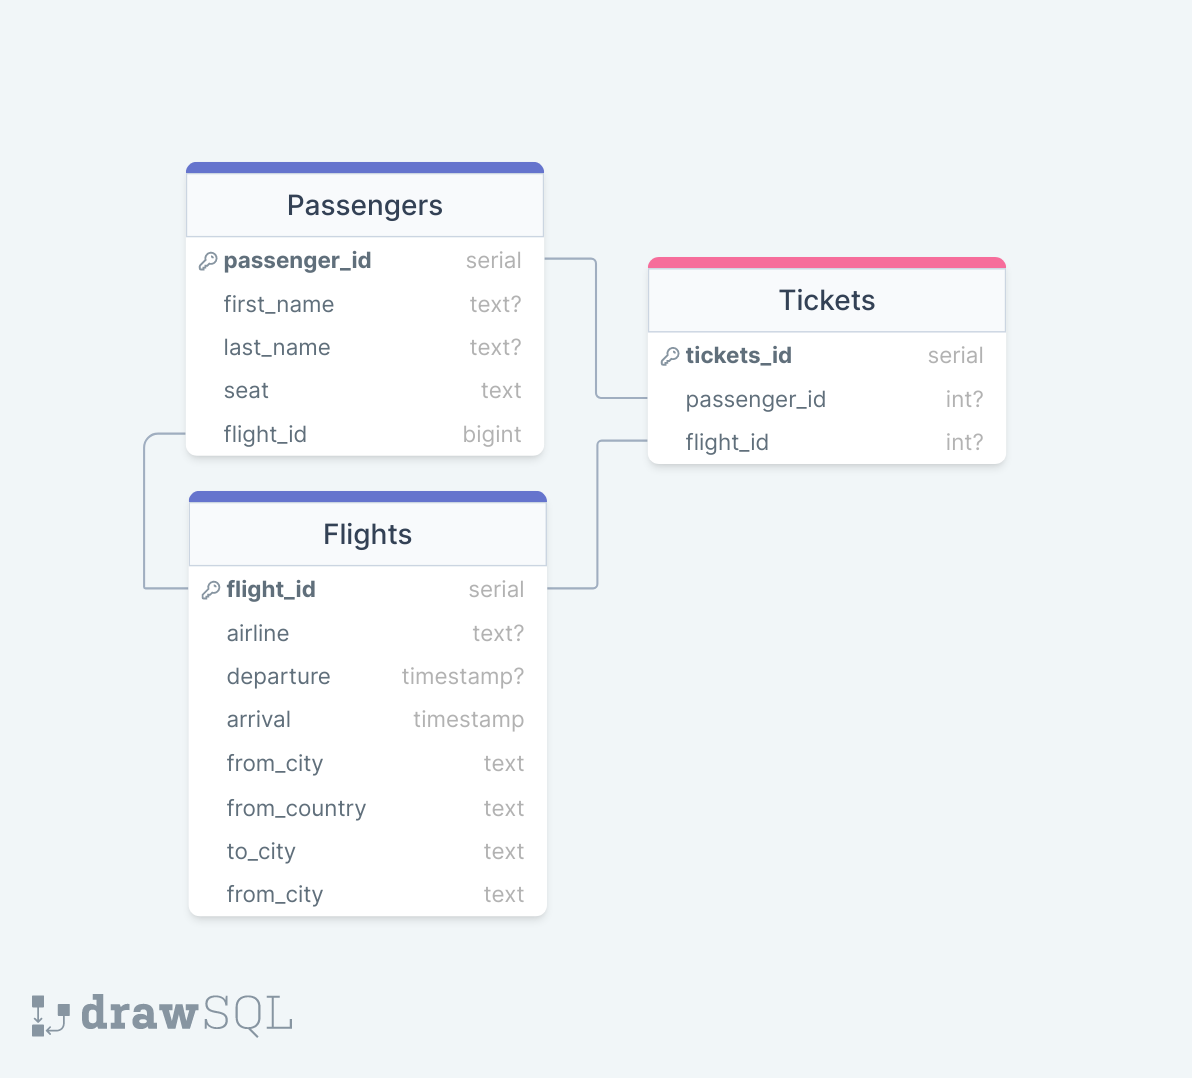 Passengers
passenger_id serial
first_name text?
last_name text?
seat text
flight_id bigint
Tickets
tickets_id serial
passenger_id int?
flight_id int?
Flights
flight_id serial
airline text?
departure timestamp?
arrival timestamp
from_city text
from_country text
to_city text
from_city text
drawSQL